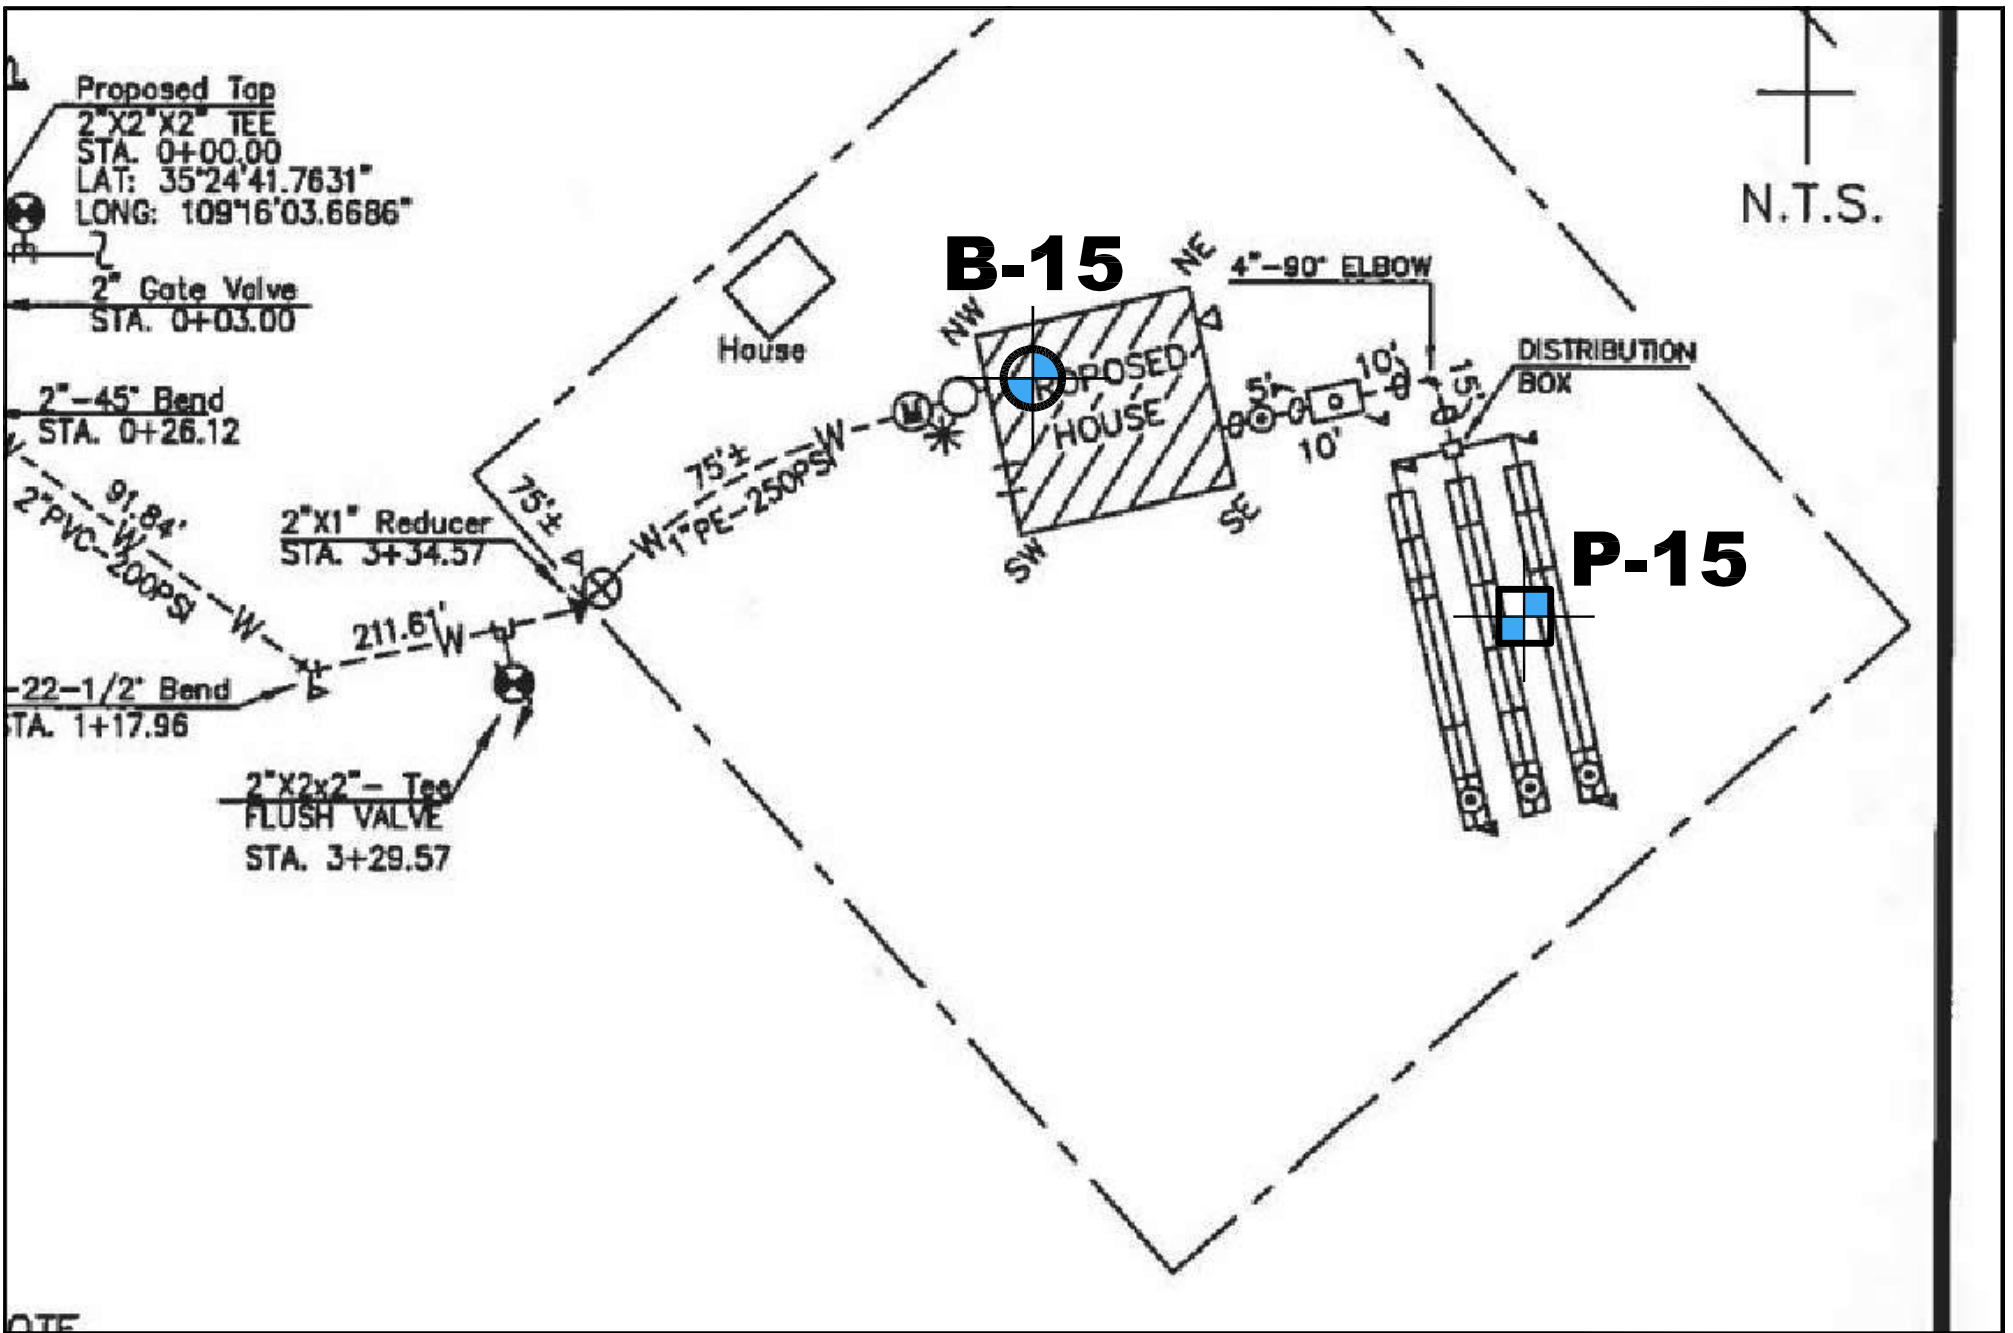 Proposed Tap
2"X2"X2" TEE
STA. 0+00.00
LAT: 35°24'41.7631"
LONG: 109°16'03.6686"
2" Gate Valve
STA. 0+03.00
2"-45° Bend
STA. 0+26.12
91.84'
W
2"PVC-200PSI
W
-22-1/2° Bend
STA. 1+17.96
211.61'
W
2"X1" Reducer
STA. 3+34.57
2"X2x2"- Tee
FLUSH VALVE
STA. 3+29.57
75'±
House
75'±
W
1"PE-250PSI
W
W
B-15
NW
NE
SW
SE
ROPOSED
HOUSE
4"-90° ELBOW
5'
10'
10'
15'
DISTRIBUTION
BOX
P-15
N.T.S.